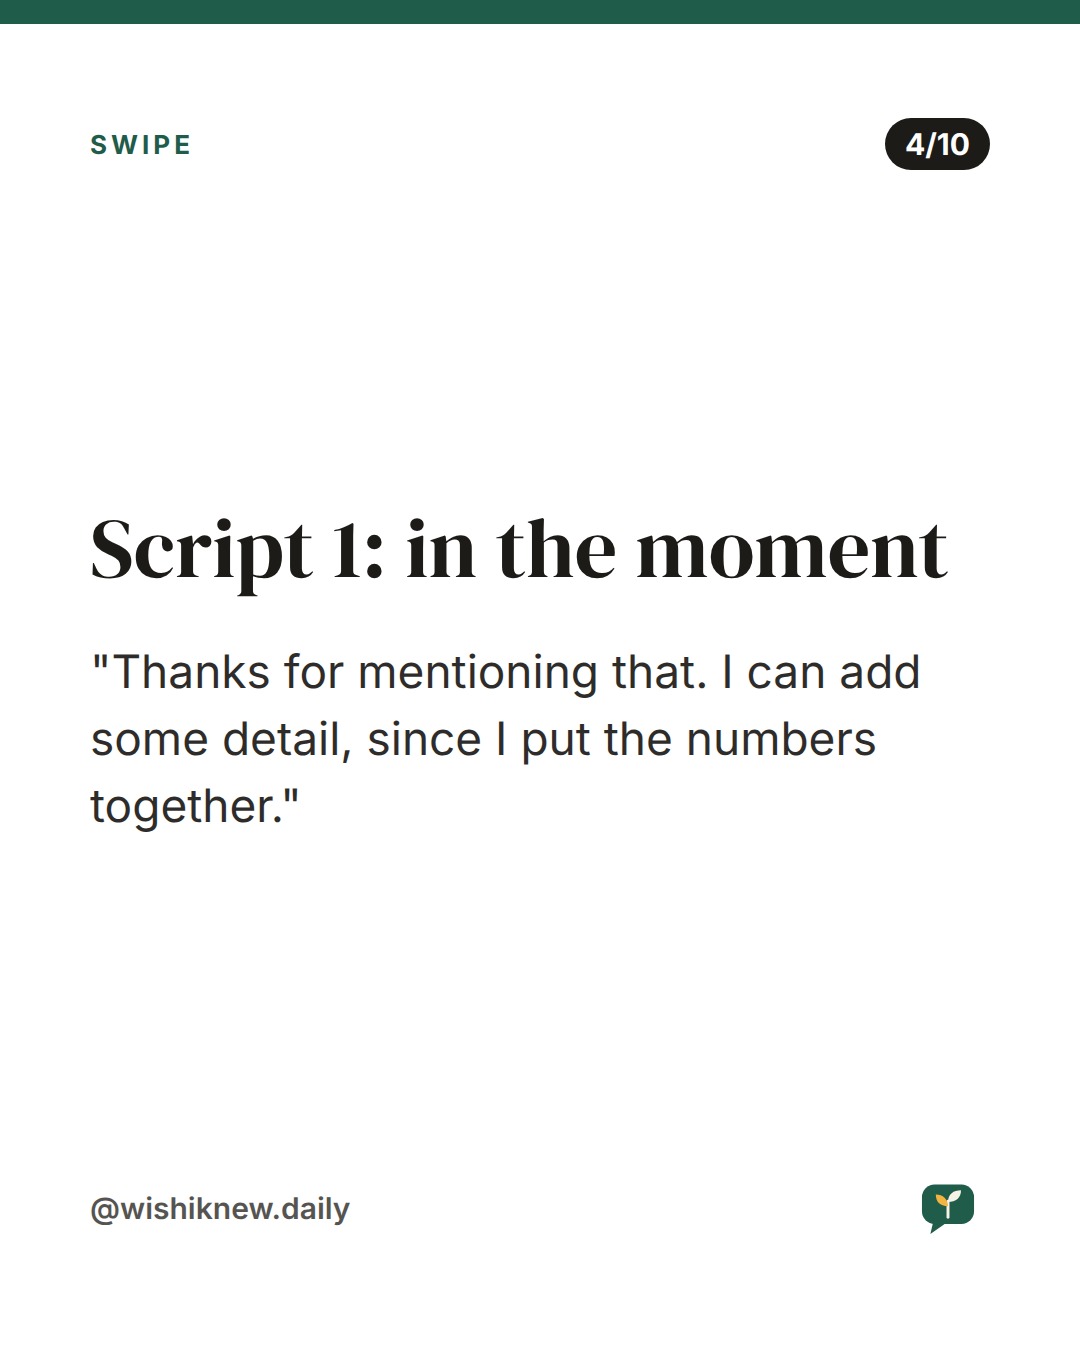 SWIPE
4/10
Script 1: in the moment
"Thanks for mentioning that. I can add
some detail, since I put the numbers
together."
@wishiknew.daily